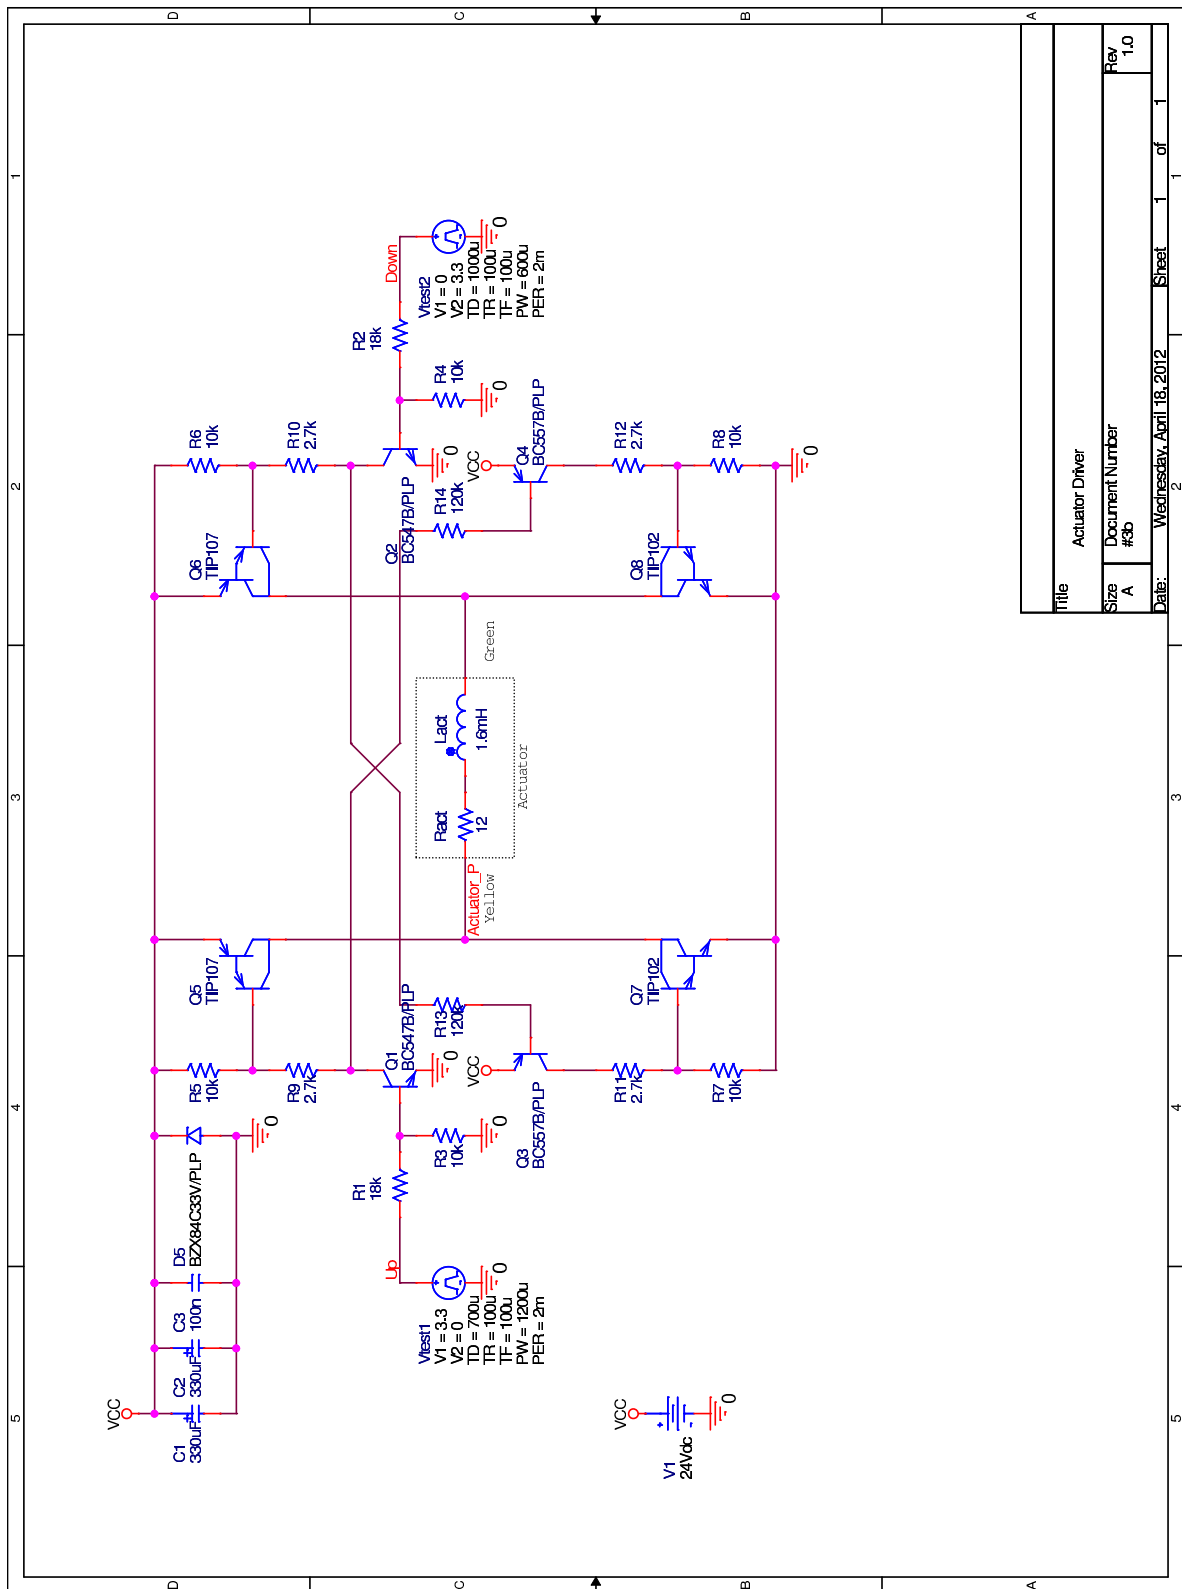 5
4
3
2
1
D
C
B
A
VCC
C1
330uF
C2
330uF
C3
100n
D5
BZX84C33V/PLP
0
R5
10k
Q5
TIP107
Q6
TIP107
R6
10k
R9
2.7k
R10
2.7k
Up
R1
18k
Q1
BC547B/PLP
0
Q2
BC547B/PLP
0
R2
18k
Down
Vtest1
V1 = 3.3
V2 = 0
TD = 700u
TR = 100u
TF = 100u
PW = 1200u
PER = 2m
0
R3
10k
0
R13
120k
Actuator_P
Yellow
Ract
12
Lact
1.6mH
Green
Actuator
R14
120k
R4
10k
0
Vtest2
V1 = 0
V2 = 3.3
TD = 1000u
TR = 100u
TF = 100u
PW = 600u
PER = 2m
0
VCC
Q3
BC557B/PLP
VCC
Q4
BC557B/PLP
VCC
V1
24Vdc
0
R11
2.7k
Q7
TIP102
Q8
TIP102
R12
2.7k
R7
10k
R8
10k
0
Title
Actuator Driver
Size
A
Document Number
#3b
Rev
1.0
Date:
Wednesday, April 18, 2012
Sheet
1
of
1
5
4
3
2
1
D
C
B
A